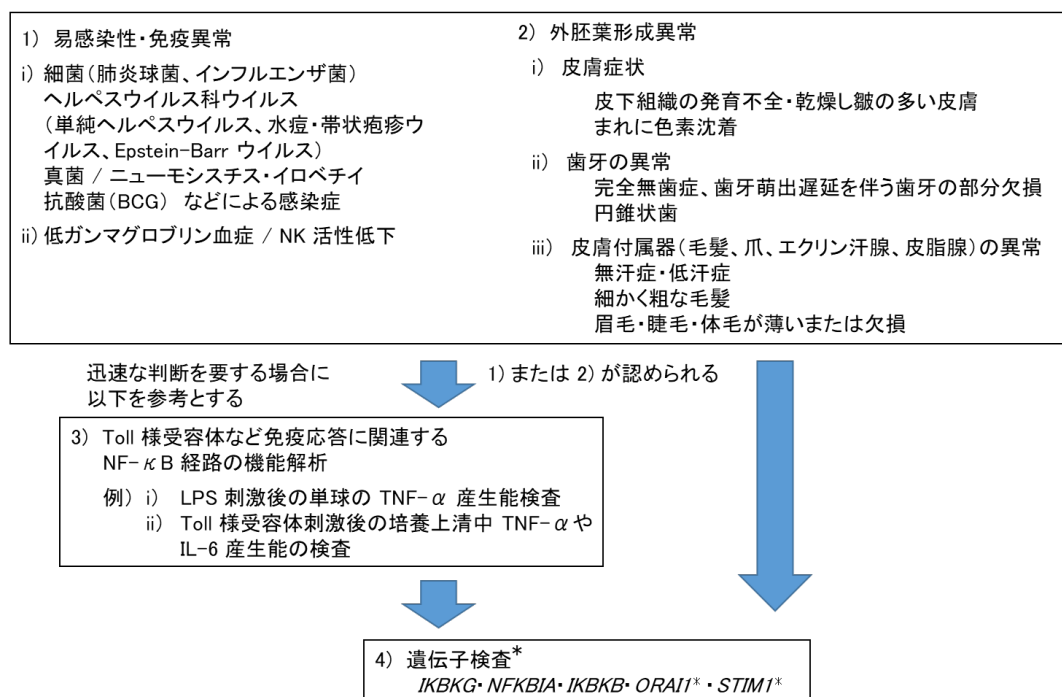 1) 易感染性・免疫異常
i) 細菌(肺炎球菌、インフルエンザ菌)
ヘルペスウイルス科ウイルス
(単純ヘルペスウイルス、水痘・帯状疱疹ウ
イルス、Epstein-Barr ウイルス)
真菌 / ニューモシスチス・イロベチイ
抗酸菌(BCG) などによる感染症
ii) 低ガンマグロブリン血症 / NK 活性低下
2) 外胚葉形成異常
i) 皮膚症状
皮下組織の発育不全・乾燥し皺の多い皮膚
まれに色素沈着
ii) 歯牙の異常
完全無歯症、歯牙萌出遅延を伴う歯牙の部分欠損
円錐状歯
iii) 皮膚付属器(毛髪、爪、エクリン汗腺、皮脂腺)の異常
無汗症・低汗症
細かく粗な毛髪
眉毛・睫毛・体毛が薄いまたは欠損
迅速な判断を要する場合に
以下を参考とする
1) または 2) が認められる
3) Toll 様受容体など免疫応答に関連する
NF-κB 経路の機能解析
例) i) LPS 刺激後の単球の TNF-α 産生能検査
ii) Toll 様受容体刺激後の培養上清中 TNF-α や
IL-6 産生能の検査
4) 遺伝子検査*
IKBKG・NFKBIA・IKBKB・ORAI1*・STIM1*